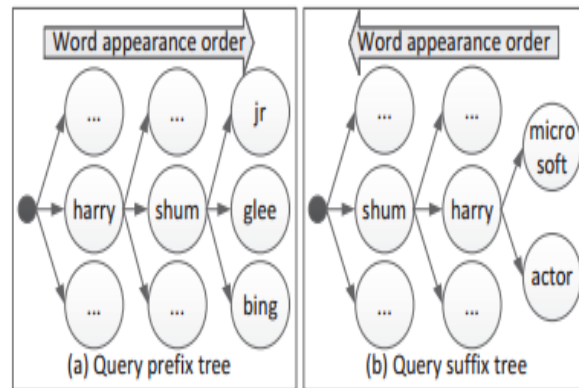 Word appearance order
... ... jr
harry shum glee
... ... bing
(a) Query prefix tree
Word appearance order
... ...
micro
soft
shum harry
actor
... ...
(b) Query suffix tree